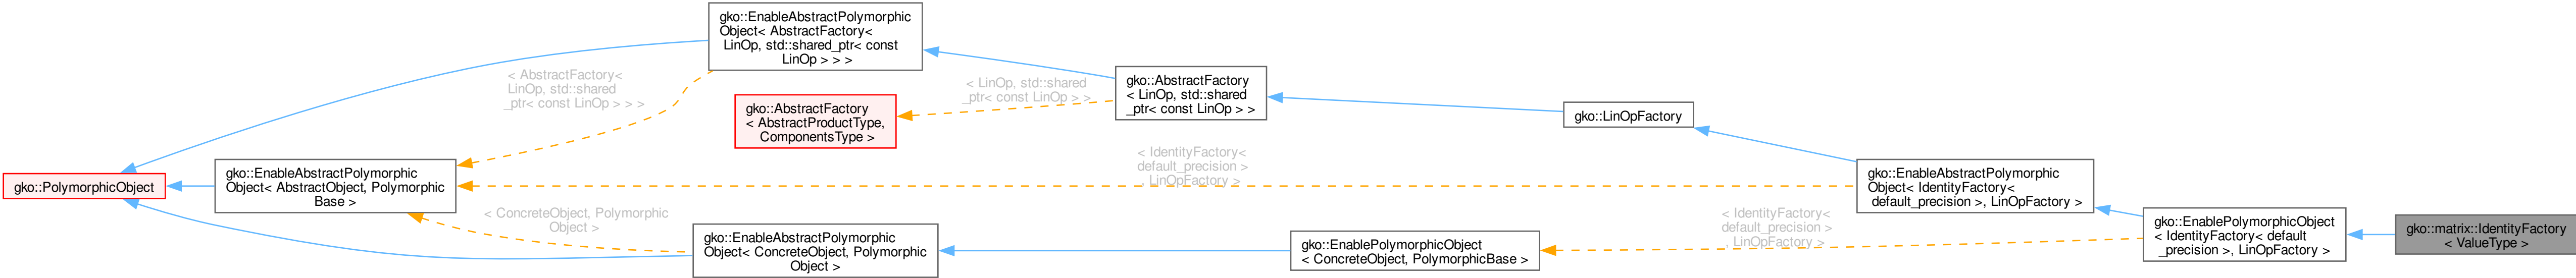 gko::EnableAbstractPolymorphic
Object< AbstractFactory<
LinOp, std::shared_ptr< const
LinOp > > >
< AbstractFactory<
LinOp, std::shared
_ptr< const LinOp > > >
gko::AbstractFactory
< AbstractProductType,
ComponentsType >
< LinOp, std::shared
_ptr< const LinOp > >
gko::AbstractFactory
< LinOp, std::shared
_ptr< const LinOp > >
gko::LinOpFactory
gko::PolymorphicObject
gko::EnableAbstractPolymorphic
Object< AbstractObject, Polymorphic
Base >
< IdentityFactory<
default_precision >
, LinOpFactory >
gko::EnableAbstractPolymorphic
Object< IdentityFactory<
default_precision >, LinOpFactory >
< ConcreteObject, Polymorphic
Object >
gko::EnableAbstractPolymorphic
Object< ConcreteObject, Polymorphic
Object >
gko::EnablePolymorphicObject
< ConcreteObject, PolymorphicBase >
< IdentityFactory<
default_precision >
, LinOpFactory >
gko::EnablePolymorphicObject
< IdentityFactory< default
_precision >, LinOpFactory >
gko::matrix::IdentityFactory
< ValueType >